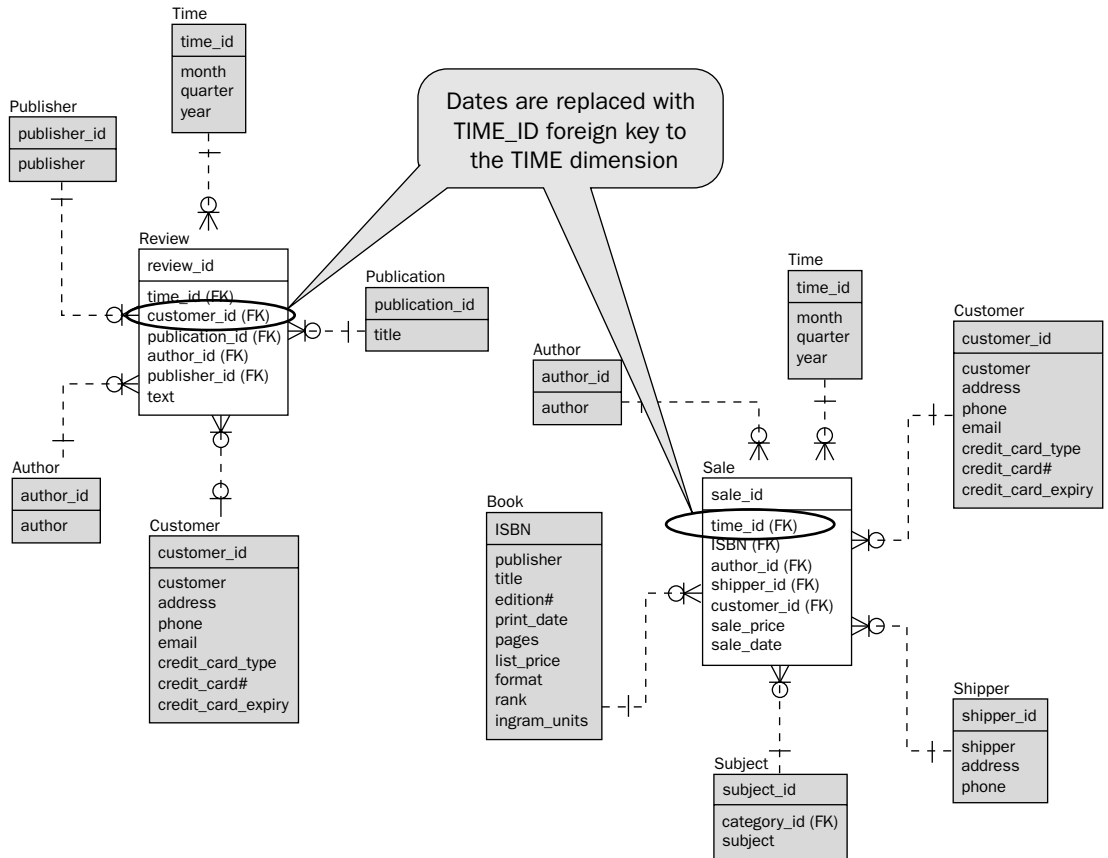 Time
time_id
month
quarter
year
Publisher
publisher_id
publisher
Dates are replaced with
TIME_ID foreign key to
the TIME dimension
Review
review_id
time_id (FK)
customer_id (FK)
publication_id (FK)
author_id (FK)
publisher_id (FK)
text
Publication
publication_id
title
Author
author_id
author
Customer
customer_id
customer
address
phone
email
credit_card_type
credit_card#
credit_card_expiry
Author
author_id
author
Time
time_id
month
quarter
year
Customer
customer_id
customer
address
phone
email
credit_card_type
credit_card#
credit_card_expiry
Book
ISBN
publisher
title
edition#
print_date
pages
list_price
format
rank
ingram_units
Sale
sale_id
time_id (FK)
ISBN (FK)
author_id (FK)
shipper_id (FK)
customer_id (FK)
sale_price
sale_date
Shipper
shipper_id
shipper
address
phone
Subject
subject_id
category_id (FK)
subject